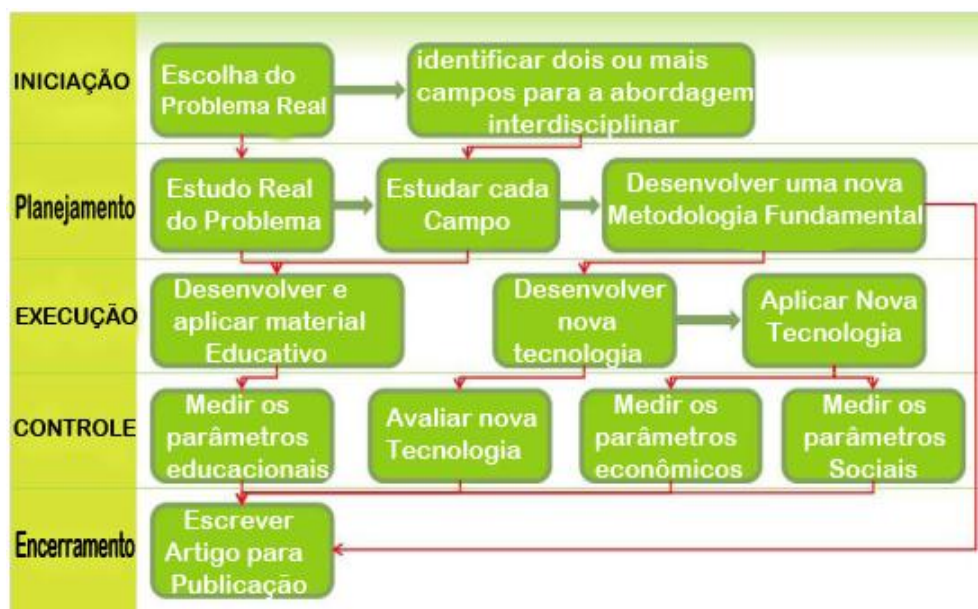 INICIAÇÃO
Escolha do
Problema Real
identificar dois ou mais
campos para a abordagem
interdisciplinar
Planejamento
Estudo Real
do Problema
Estudar cada
Campo
Desenvolver uma nova
Metodologia Fundamental
EXECUÇÃO
Desenvolver e
aplicar material
Educativo
Desenvolver
nova
tecnologia
Aplicar Nova
Tecnologia
CONTROLE
Medir os
parâmetros
educacionais
Avaliar nova
Tecnologia
Medir os
parâmetros
econômicos
Medir os
parâmetros
Sociais
Encerramento
Escrever
Artigo para
Publicação